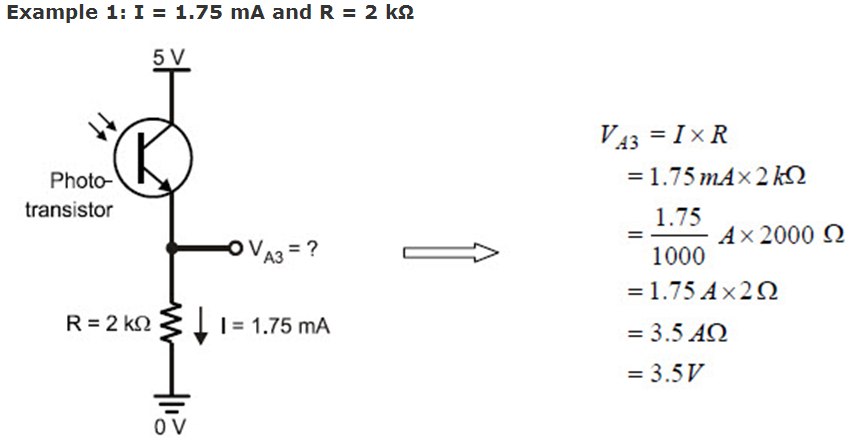 Example 1: I = 1.75 mA and R = 2 kΩ
5 V
Photo-
transistor
V_A3 = ?
R = 2 kΩ
I = 1.75 mA
0 V
V_A3 = I × R
= 1.75 mA × 2 kΩ
= 1.75/1000 A × 2000 Ω
= 1.75 A × 2 Ω
= 3.5 AΩ
= 3.5V